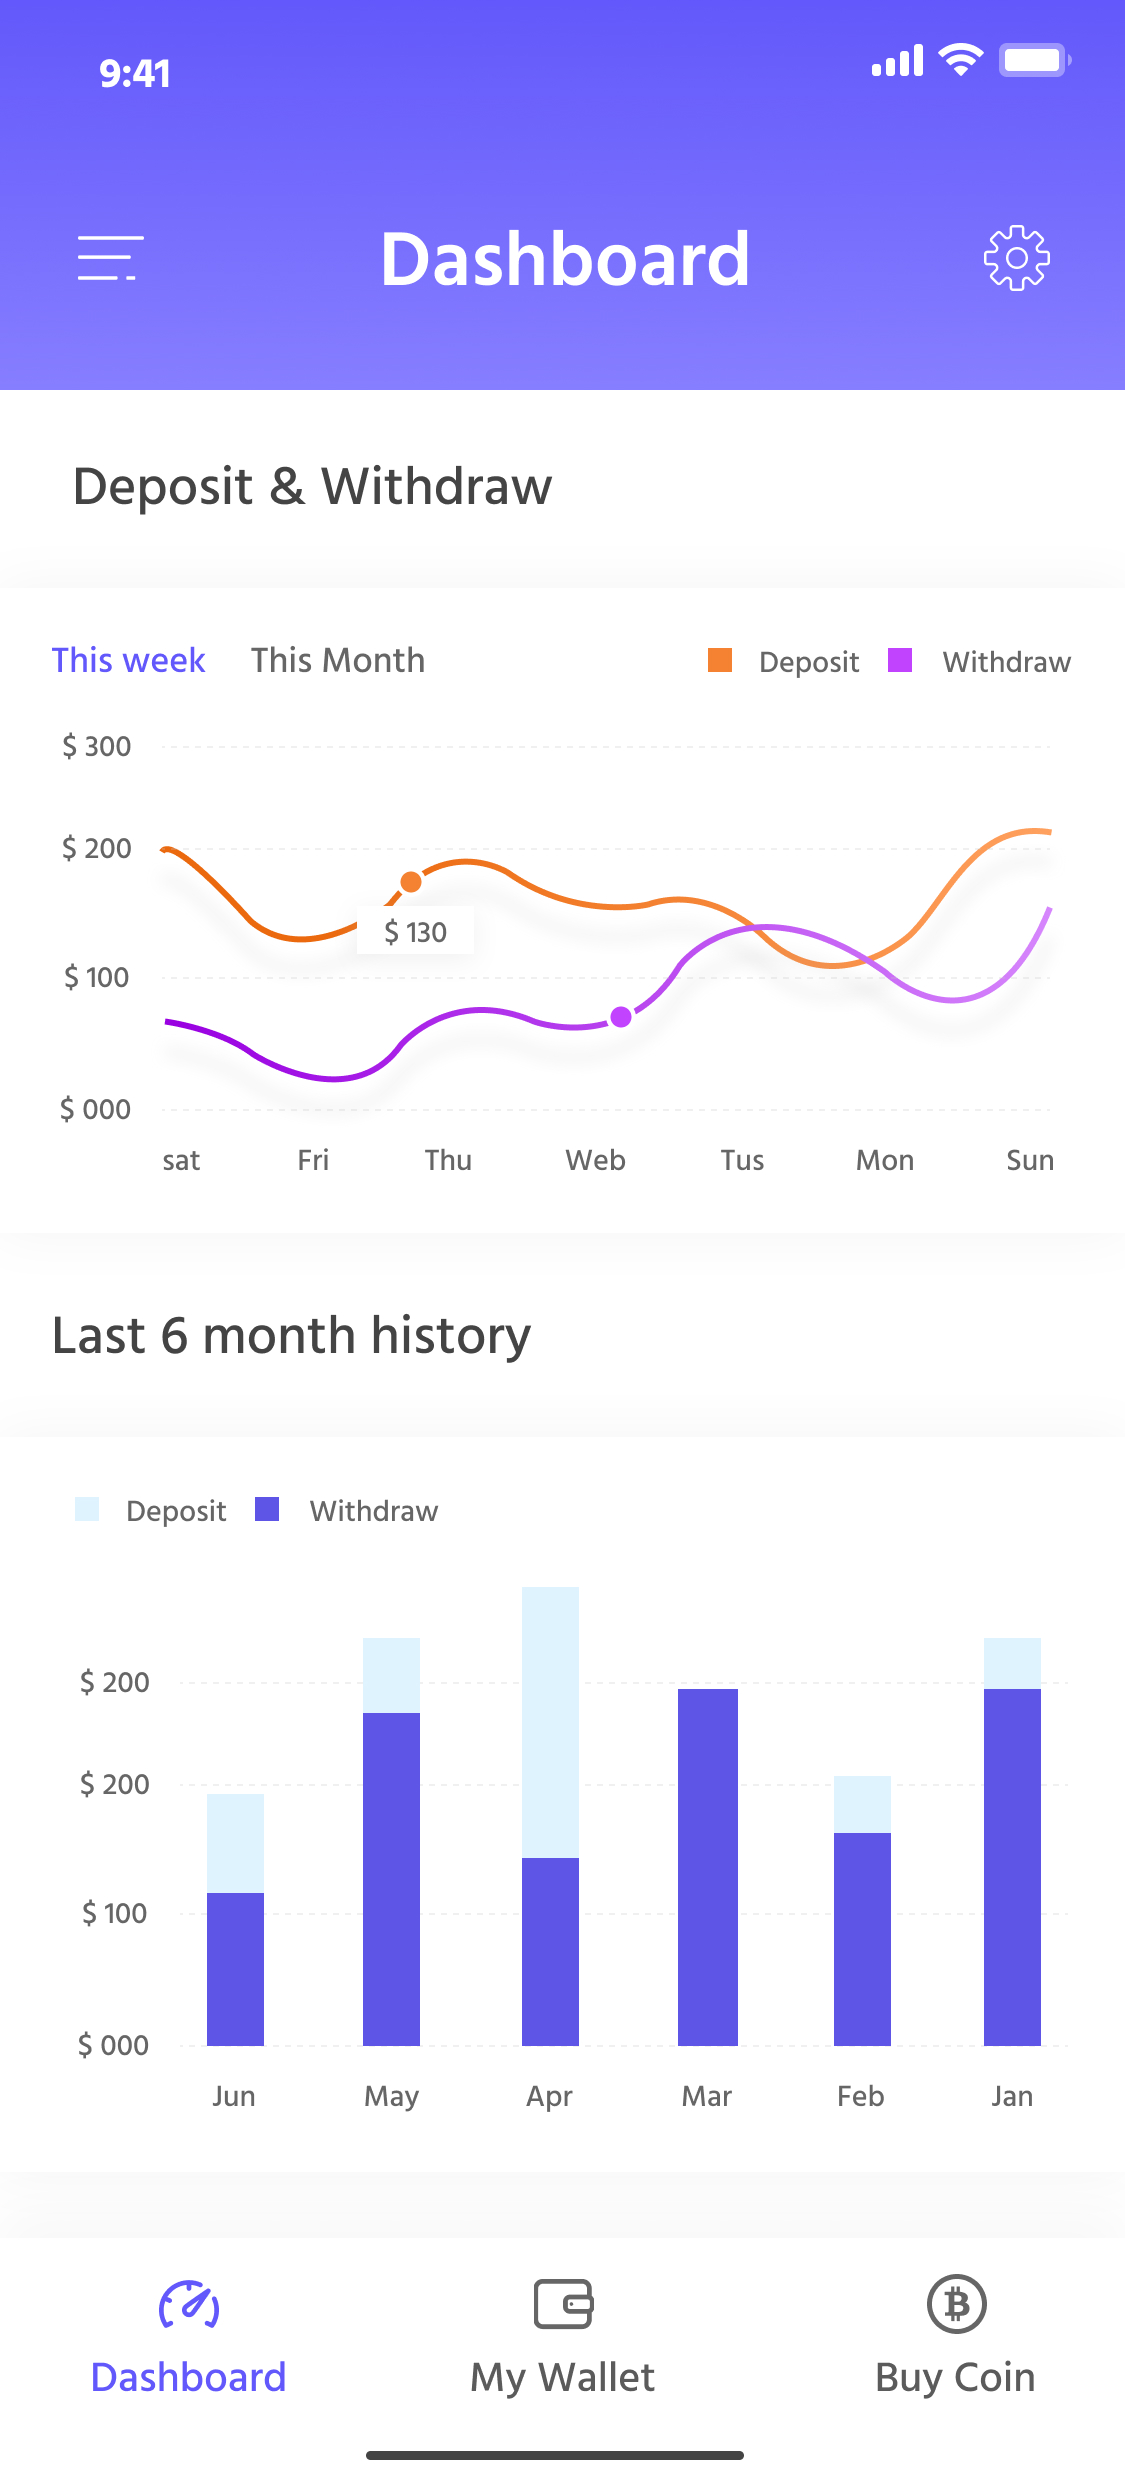 9:41
Dashboard
Deposit & Withdraw
This week This Month Deposit Withdraw
$ 300
$ 200
$ 130
$ 100
$ 000
sat Fri Thu Web Tus Mon Sun
Last 6 month history
Deposit Withdraw
$ 200
$ 200
$ 100
$ 000
Jun May Apr Mar Feb Jan
Dashboard My Wallet Buy Coin